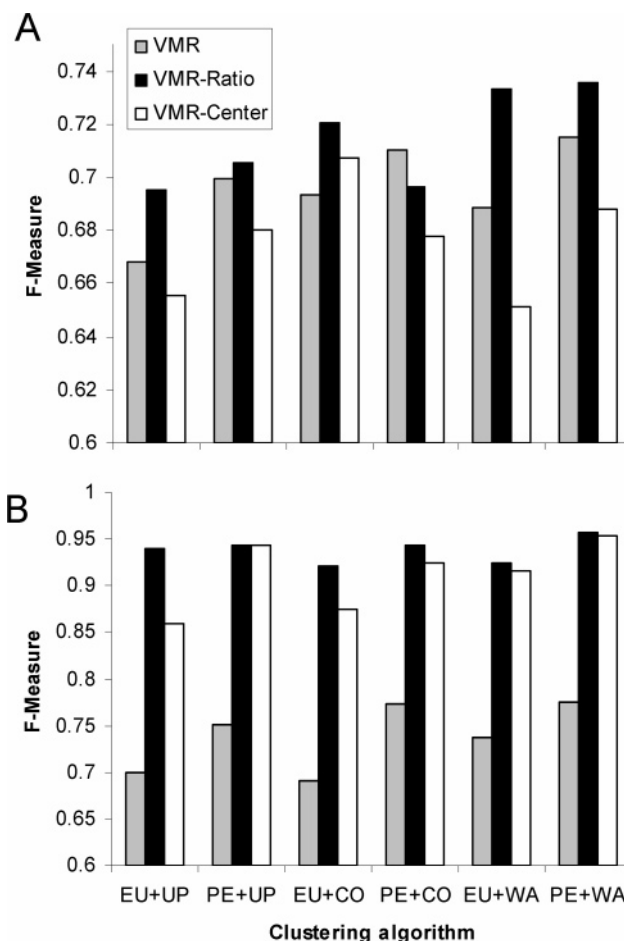 A
VMR
VMR-Ratio
VMR-Center
0.74
0.72
0.7
0.68
0.66
0.64
0.62
0.6
F-Measure
B
1
0.95
0.9
0.85
0.8
0.75
0.7
0.65
0.6
F-Measure
EU+UP PE+UP EU+CO PE+CO EU+WA PE+WA
Clustering algorithm